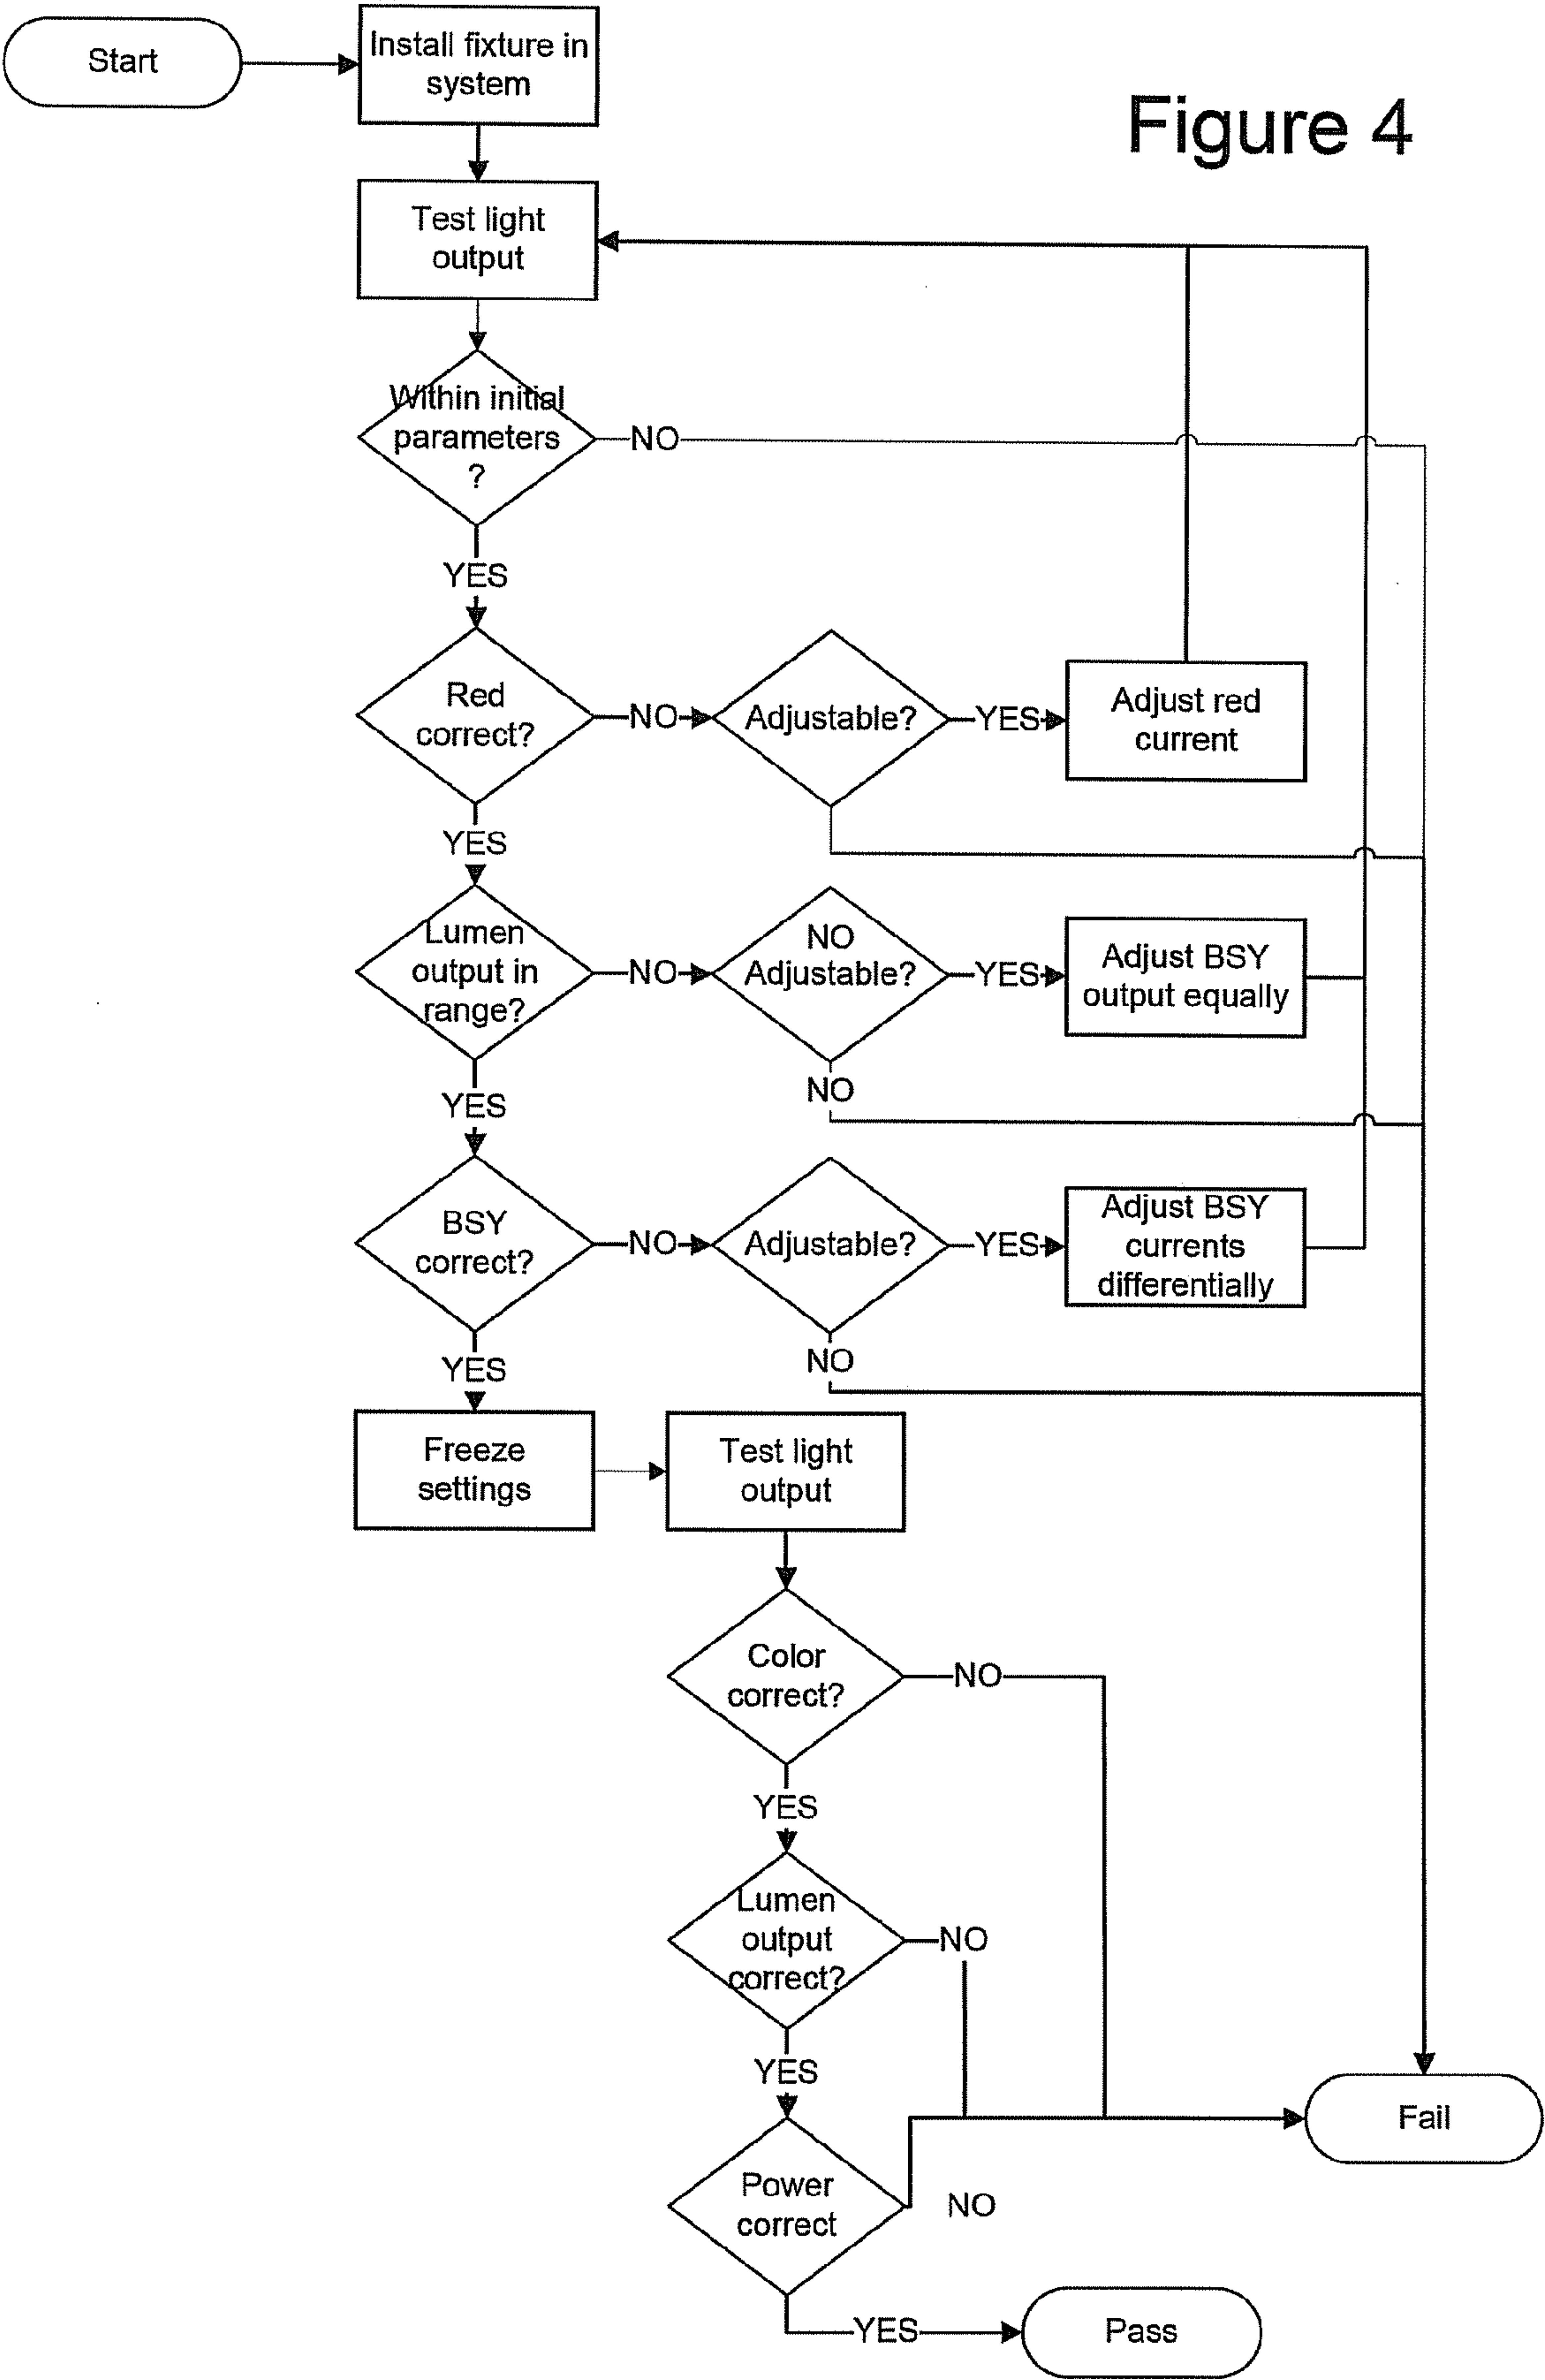 Start
Install fixture in
system
Figure 4
Test light
output
Within initial
parameters
?
NO
YES
Red
correct?
NO
Adjustable?
YES
Adjust red
current
YES
Lumen
output in
range?
NO
NO
Adjustable?
YES
Adjust BSY
output equally
NO
YES
BSY
correct?
NO
Adjustable?
YES
Adjust BSY
currents
differentially
NO
YES
Freeze
settings
Test light
output
Color
correct?
NO
YES
Lumen
output
correct?
NO
YES
Fail
Power
correct
NO
YES
Pass